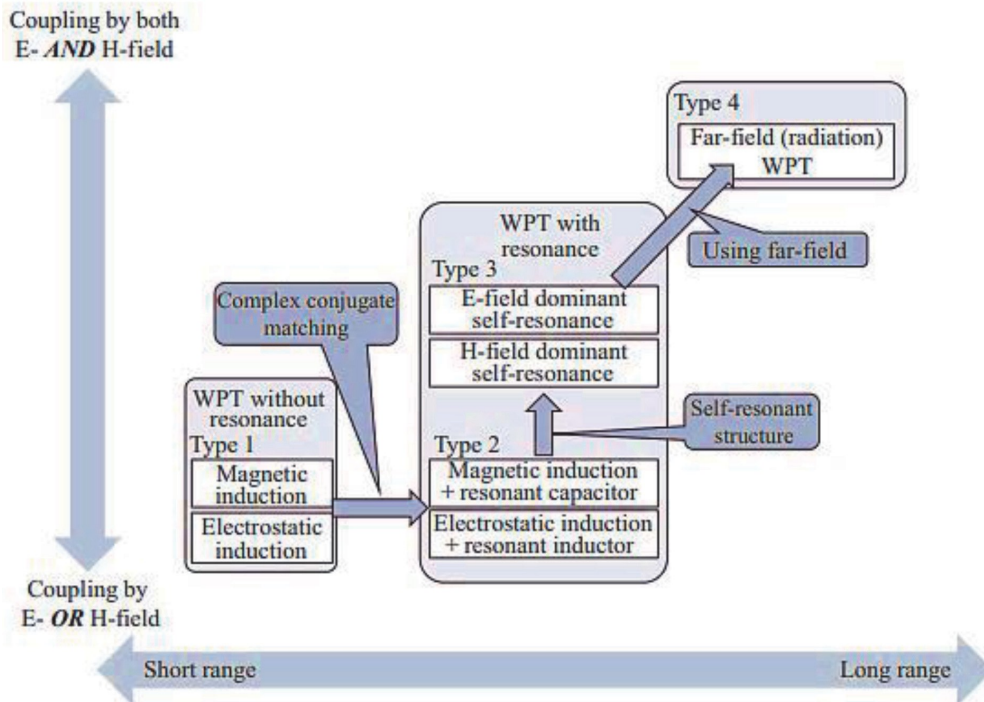 Coupling by both
E- AND H-field
Type 4
Far-field (radiation)
WPT
WPT with
resonance
Using far-field
Type 3
Complex conjugate
matching
E-field dominant
self-resonance
H-field dominant
self-resonance
WPT without
resonance
Self-resonant
structure
Type 1
Type 2
Magnetic
induction
Magnetic induction
+ resonant capacitor
Electrostatic
induction
Electrostatic induction
+ resonant inductor
Coupling by
E- OR H-field
Short range
Long range